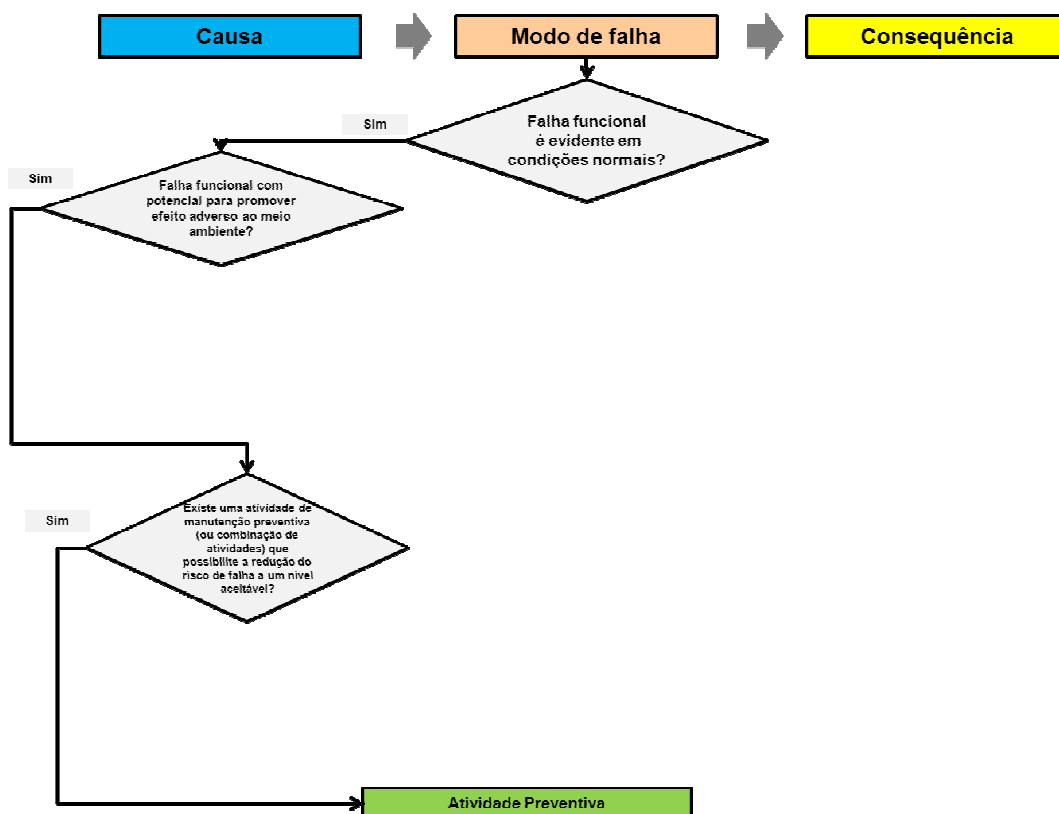 Causa
Modo de falha
Consequência
Falha funcional
é evidente em
condições normais?
Sim
Falha funcional com
potencial para promover
efeito adverso ao meio
ambiente?
Sim
Existe uma atividade de
manutenção preventiva
(ou combinação de
atividades) que
possibilite a redução do
risco de falha a um nível
aceitável?
Sim
Atividade Preventiva